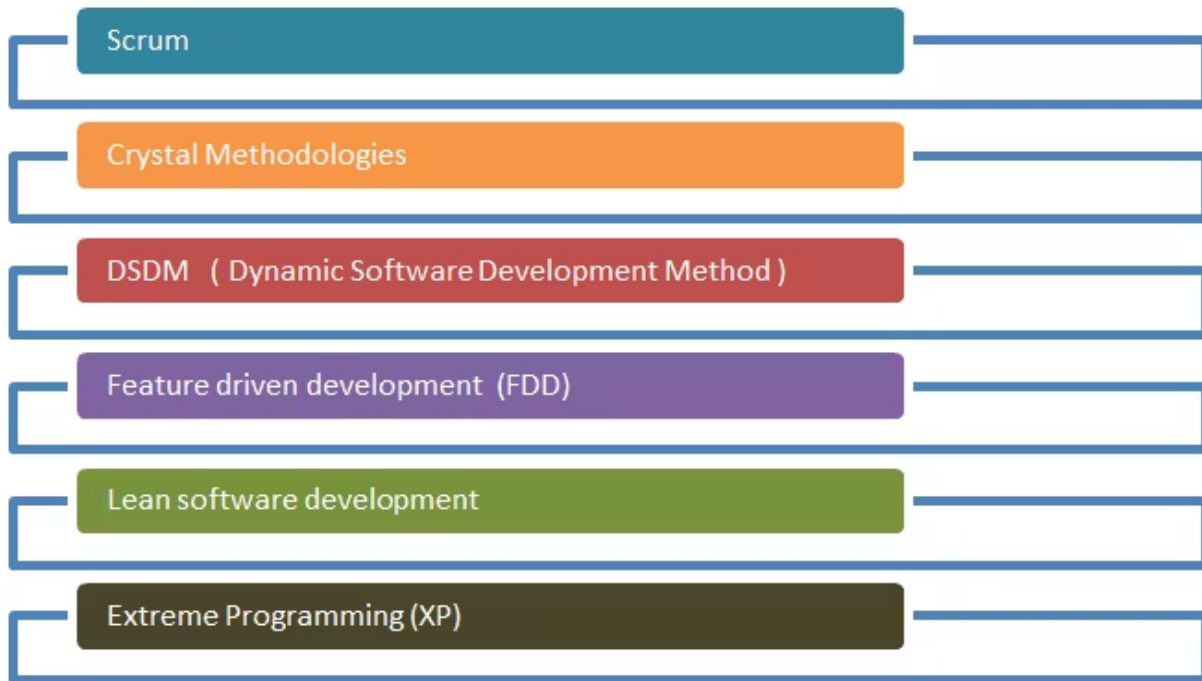 Scrum
Crystal Methodologies
DSDM ( Dynamic Software Development Method )
Feature driven development (FDD)
Lean software development
Extreme Programming (XP)